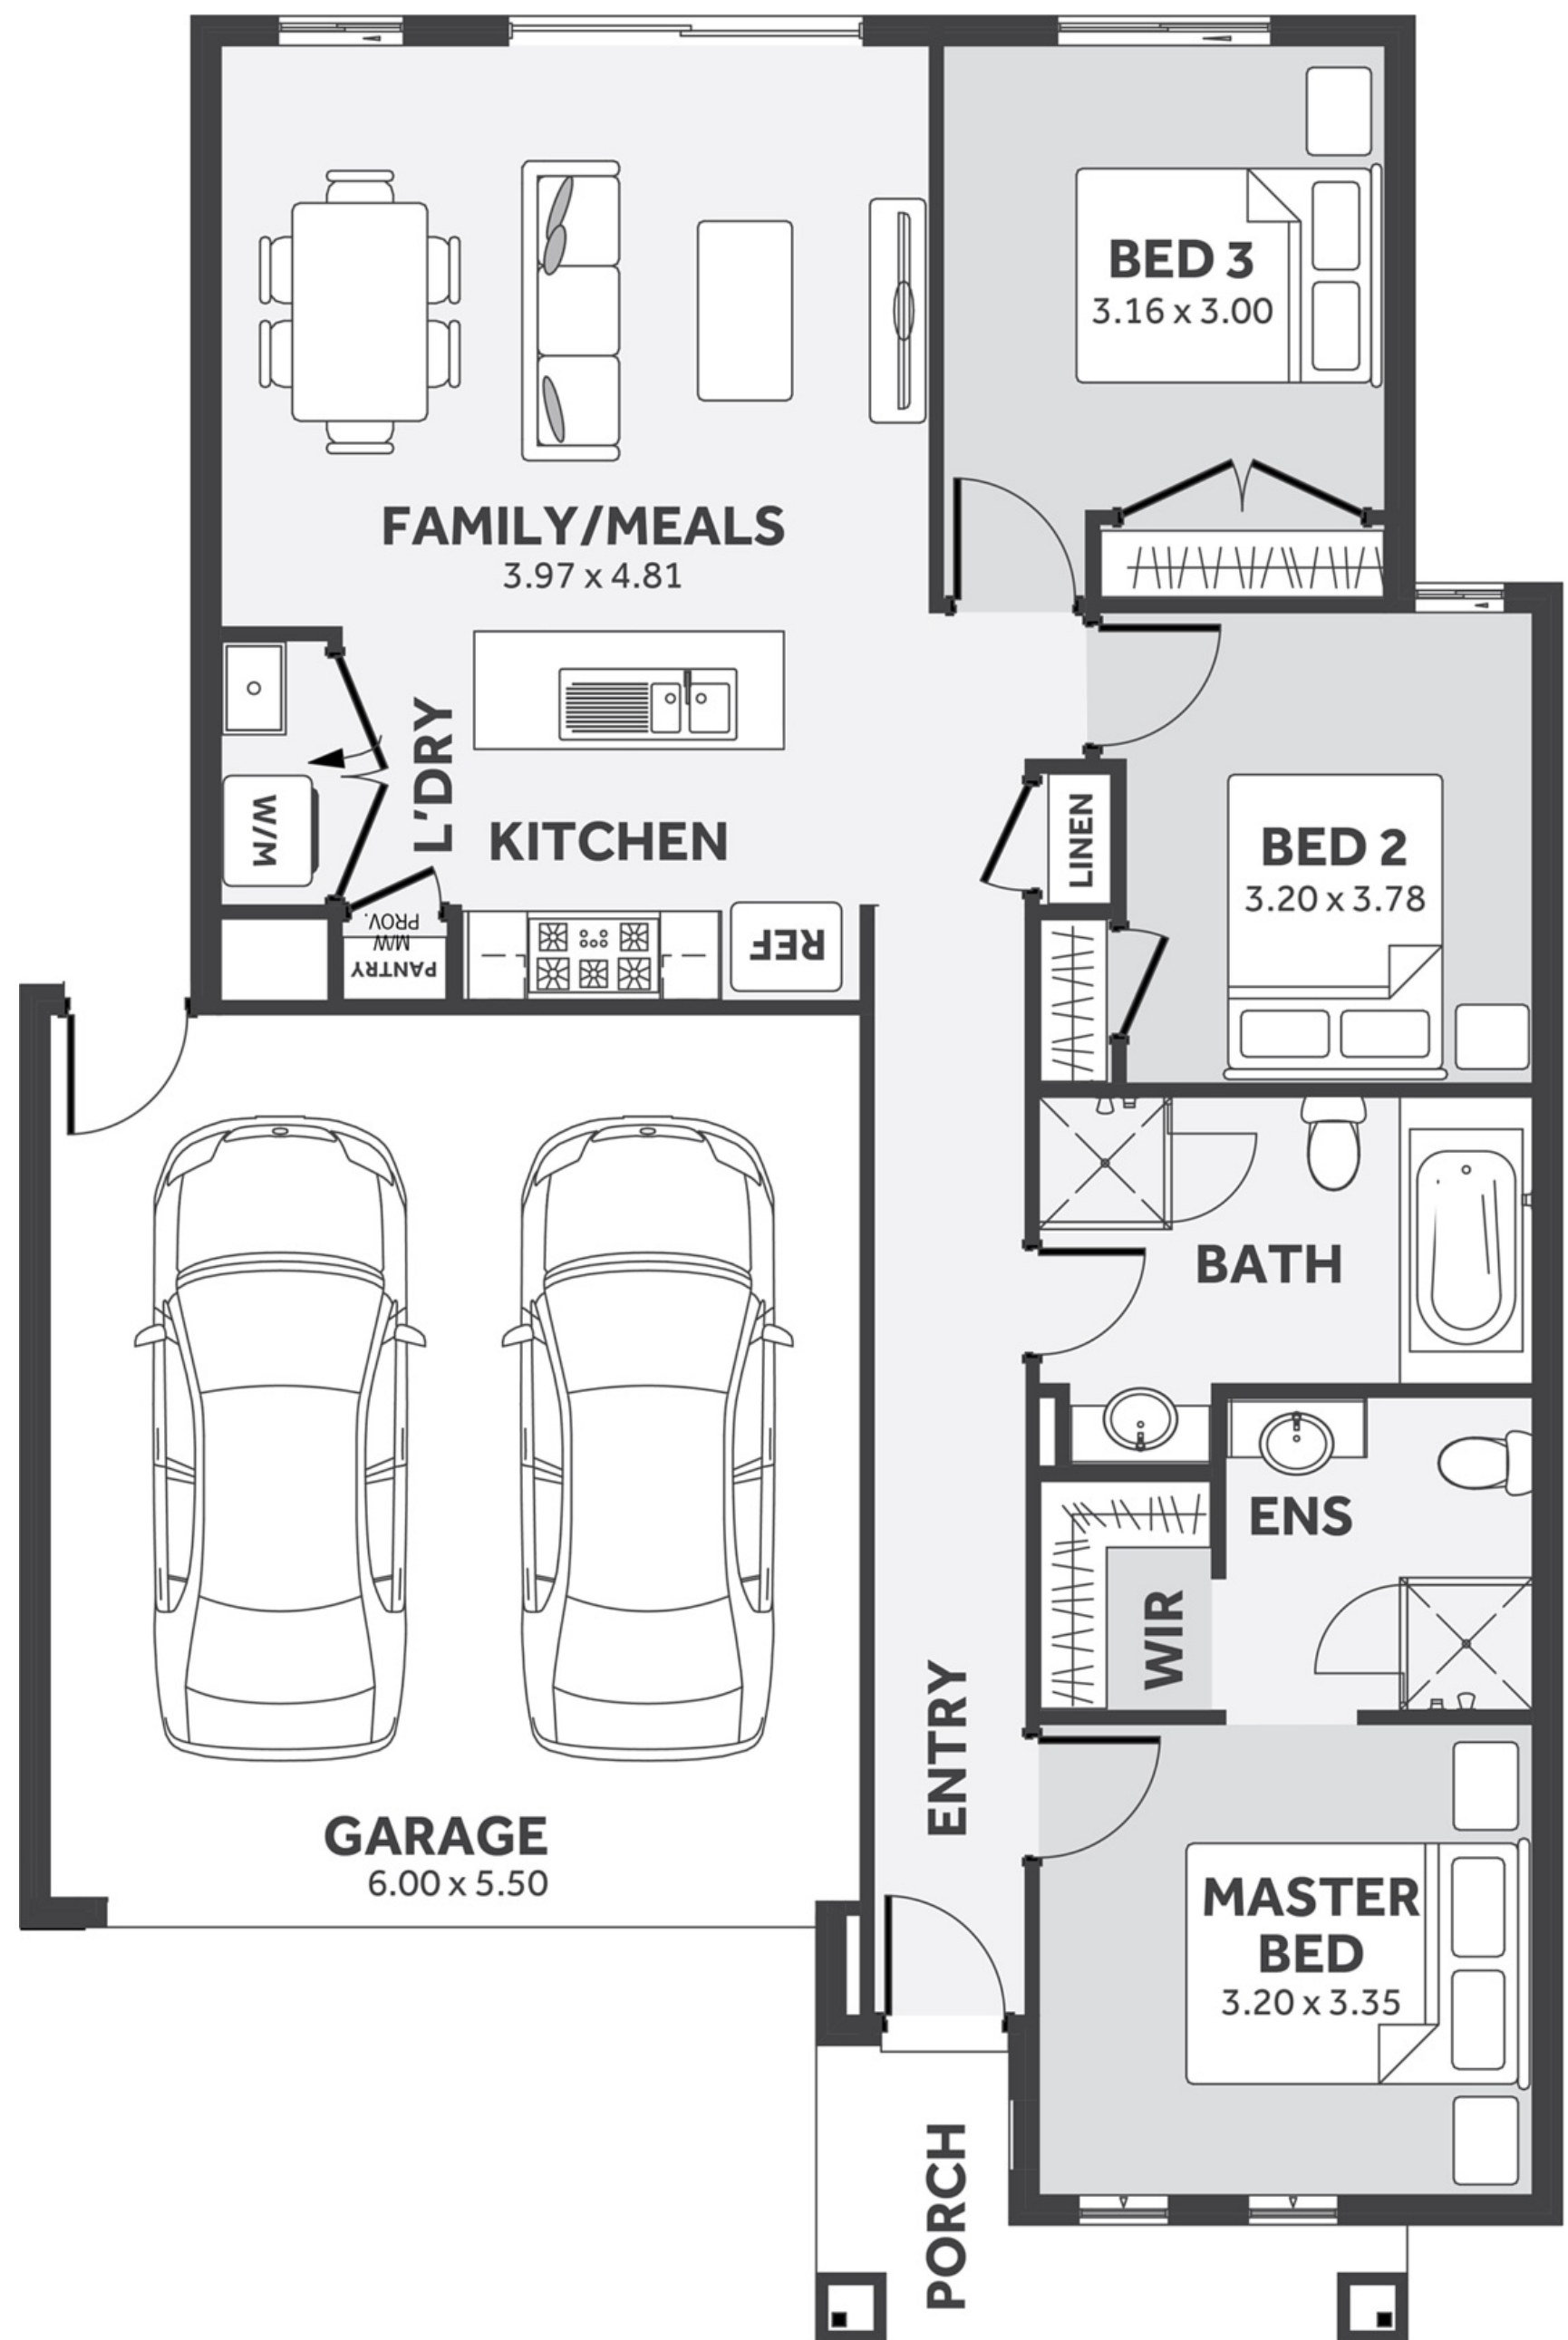 BED 3
3.16 x 3.00
FAMILY/MEALS
3.97 x 4.81
L'DRY
W/M
KITCHEN
LINEN
BED 2
3.20 x 3.78
PROV.
M/W
PANTRY
REF
BATH
ENS
WIR
ENTRY
GARAGE
6.00 x 5.50
MASTER
BED
3.20 x 3.35
PORCH